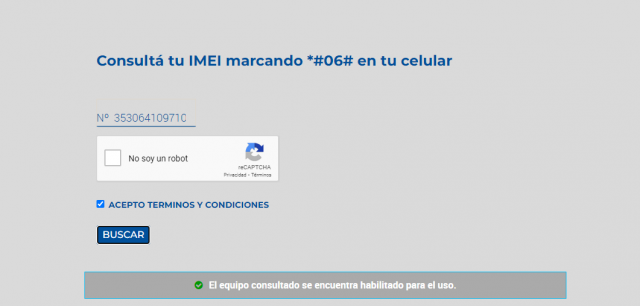 Consultá tu IMEI marcando *#06# en tu celular
Nº 353064109710
No soy un robot
reCAPTCHA
Privacidad - Términos
ACEPTO TERMINOS Y CONDICIONES
BUSCAR
El equipo consultado se encuentra habilitado para el uso.